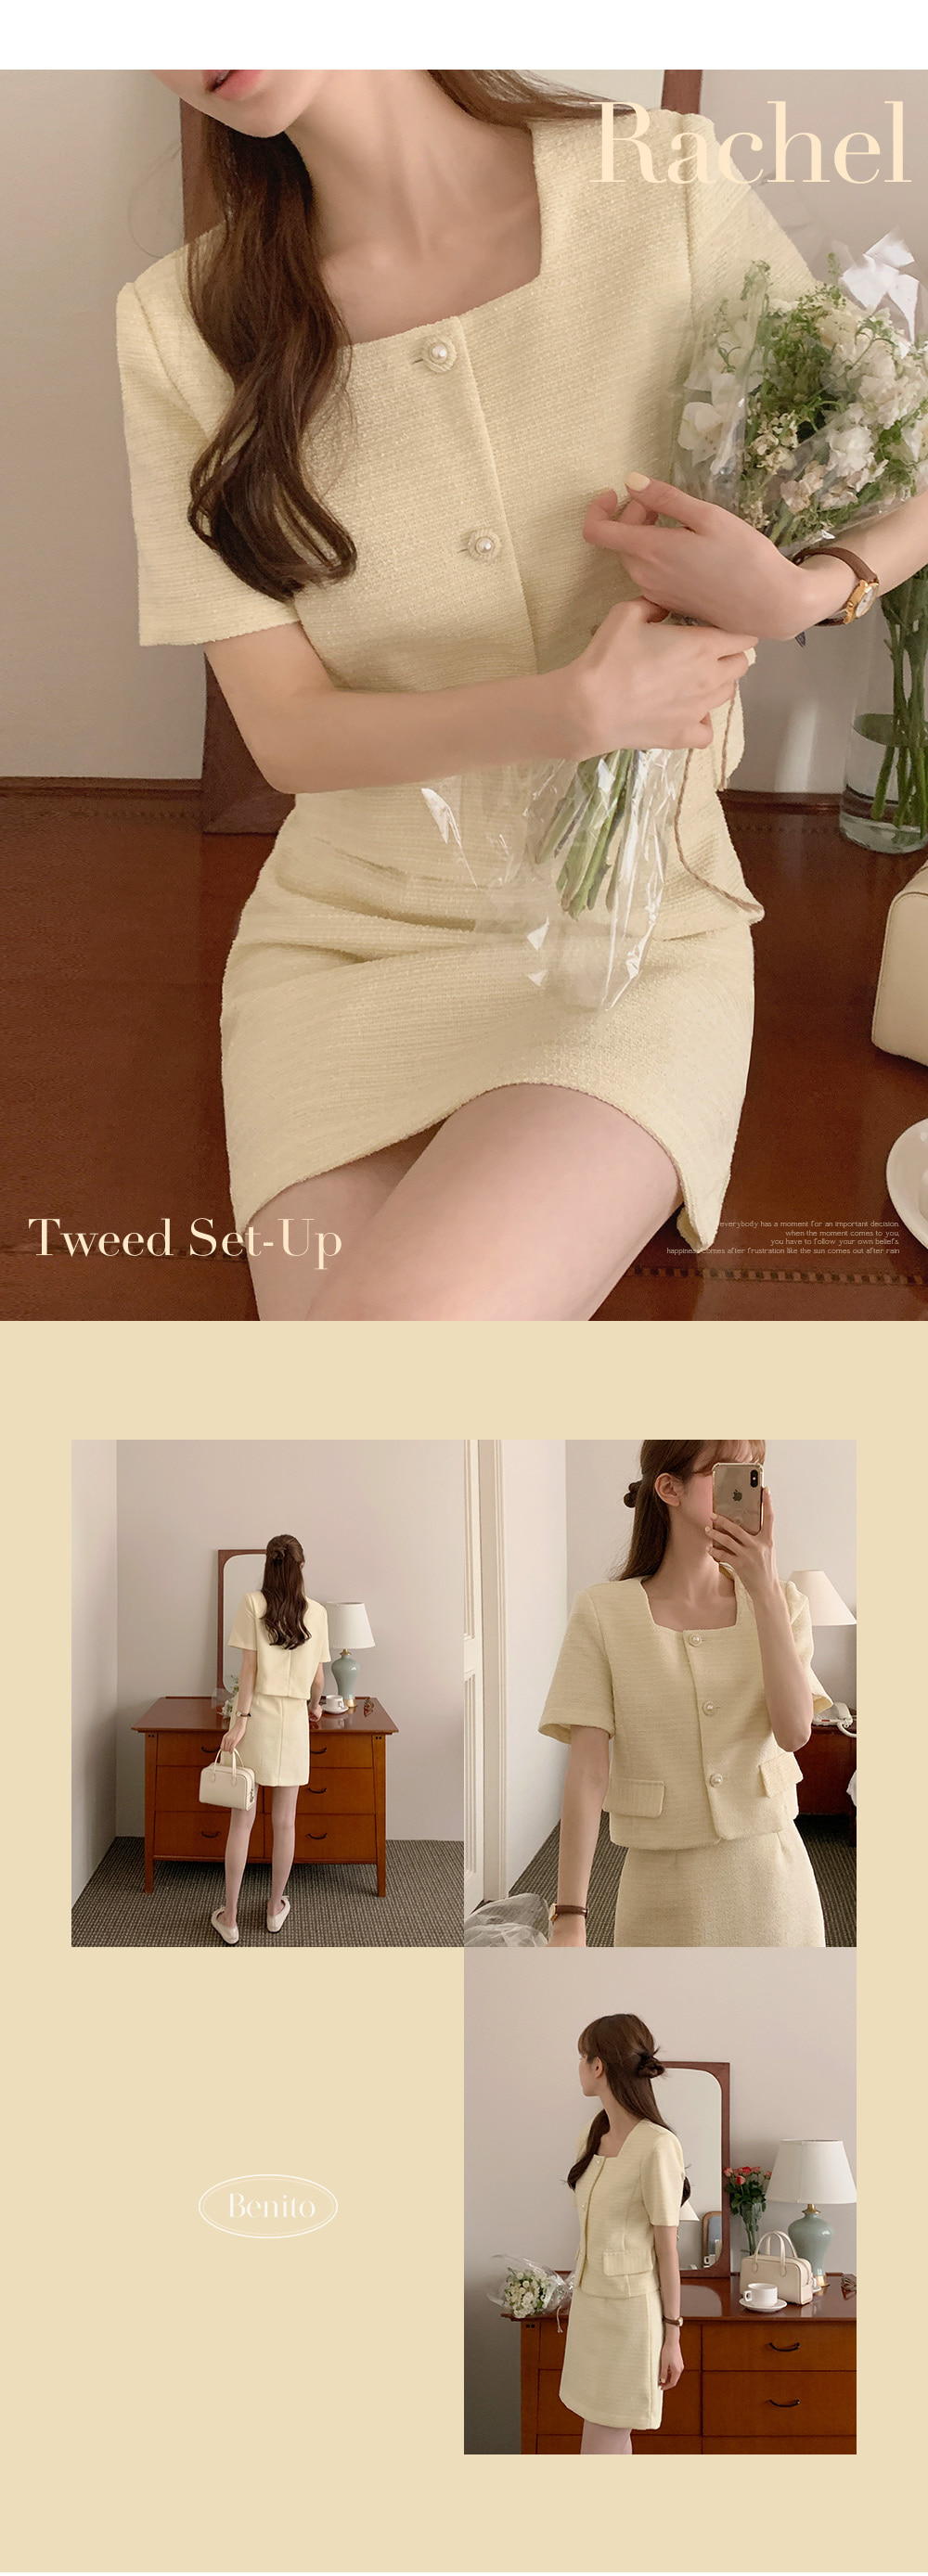 Rachel
Tweed Set-Up
everybody has a moment for an important decision.
when the moment comes to you,
you have to follow your own beliefs.
happiness comes after frustration like the sun comes out after rain
Benito